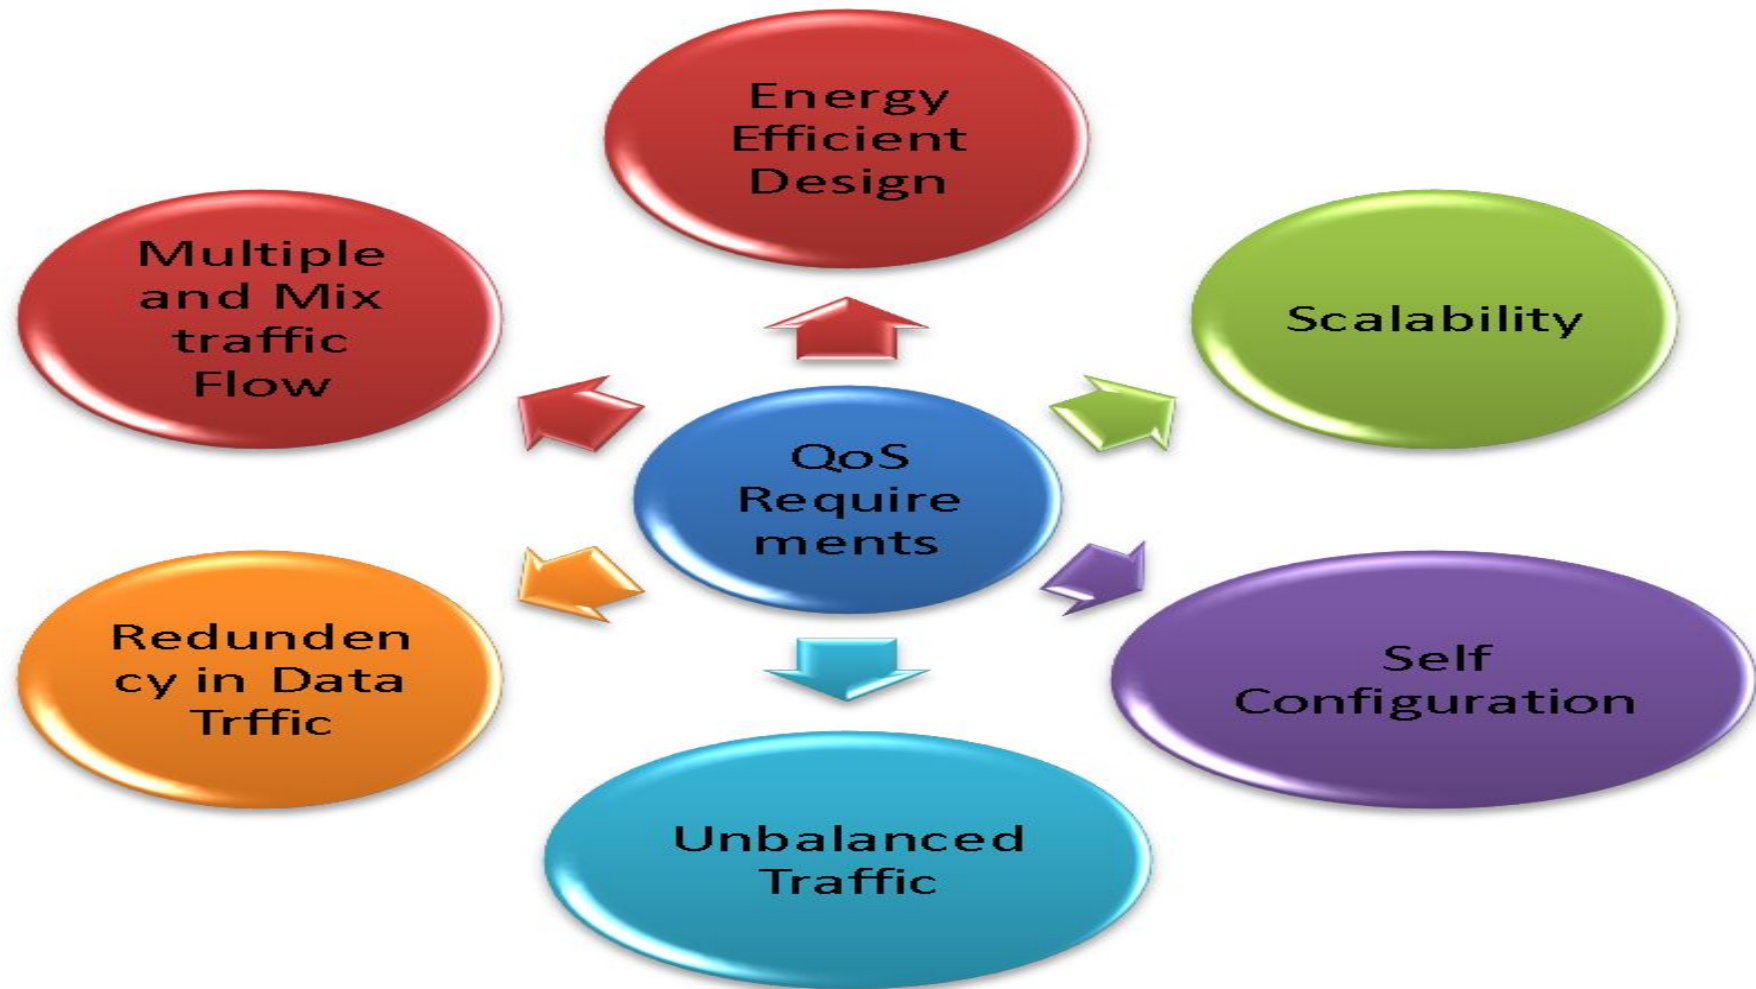 Energy
Efficient
Design
Multiple
and Mix
traffic
Flow
Scalability
QoS
Require
ments
Redunden
cy in Data
Trffic
Self
Configuration
Unbalanced
Traffic